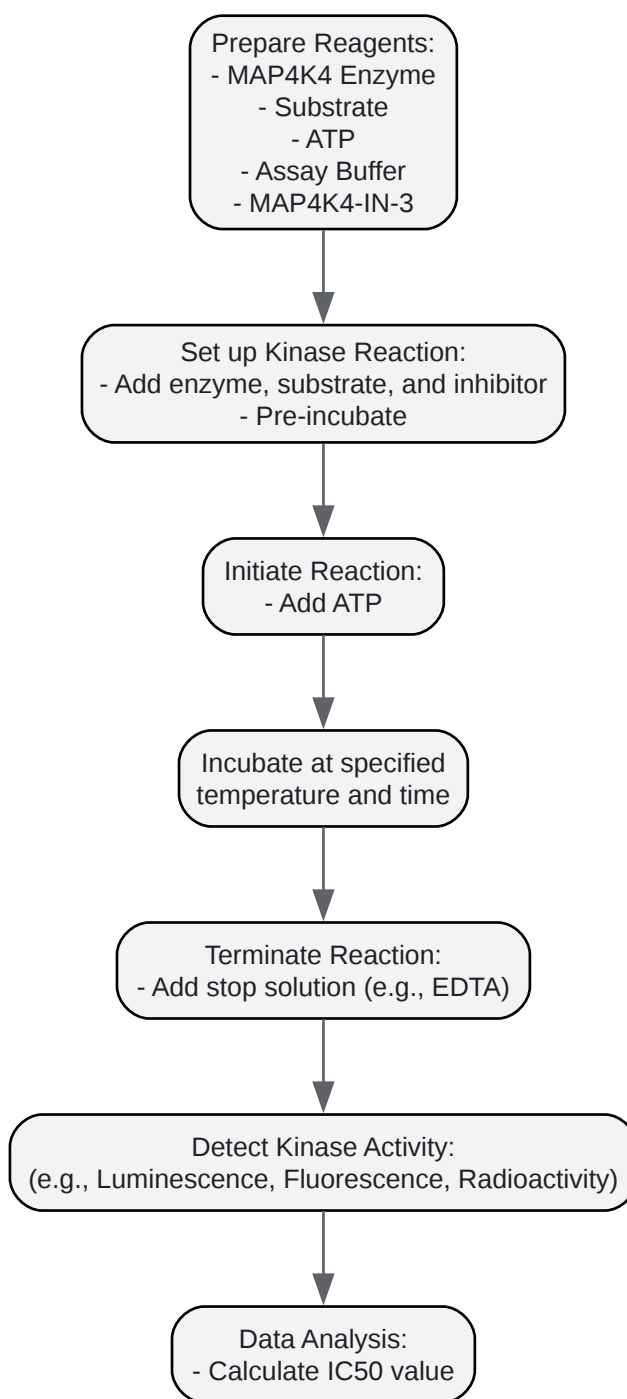 Prepare Reagents:
- MAP4K4 Enzyme
- Substrate
- ATP
- Assay Buffer
- MAP4K4-IN-3
Set up Kinase Reaction:
- Add enzyme, substrate, and inhibitor
- Pre-incubate
Initiate Reaction:
- Add ATP
Incubate at specified
temperature and time
Terminate Reaction:
- Add stop solution (e.g., EDTA)
Detect Kinase Activity:
(e.g., Luminescence, Fluorescence, Radioactivity)
Data Analysis:
- Calculate IC50 value